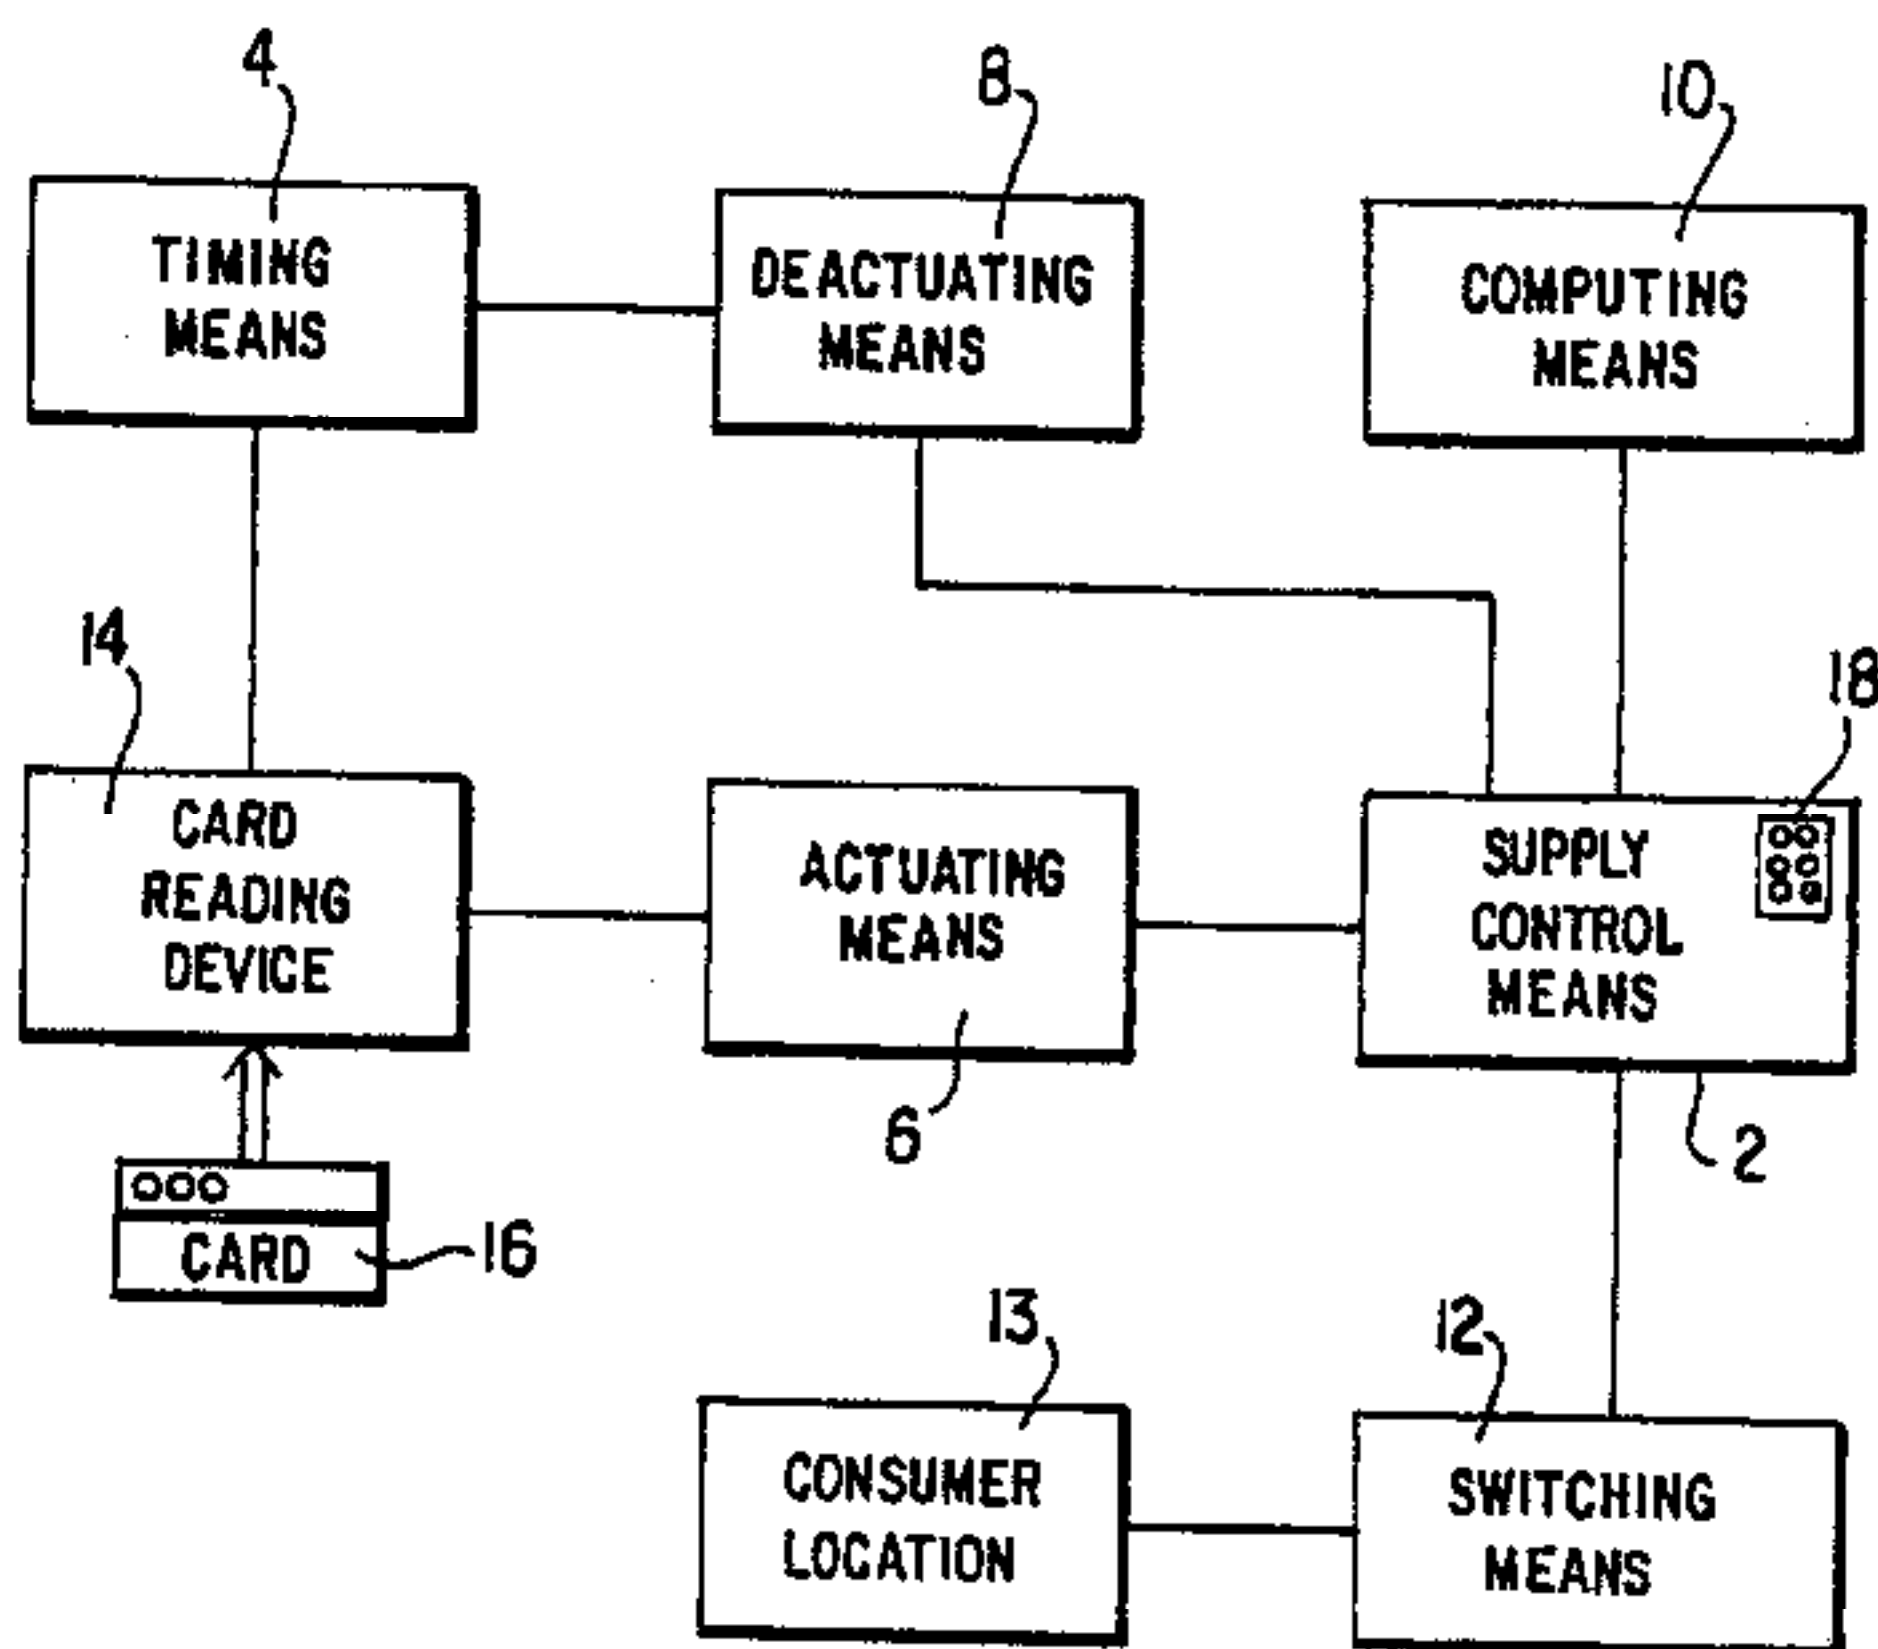 4
8
10
TIMING
MEANS
DEACTUATING
MEANS
COMPUTING
MEANS
14
18
CARD
READING
DEVICE
ACTUATING
MEANS
SUPPLY
CONTROL
MEANS
6
2
CARD
16
13
12
CONSUMER
LOCATION
SWITCHING
MEANS